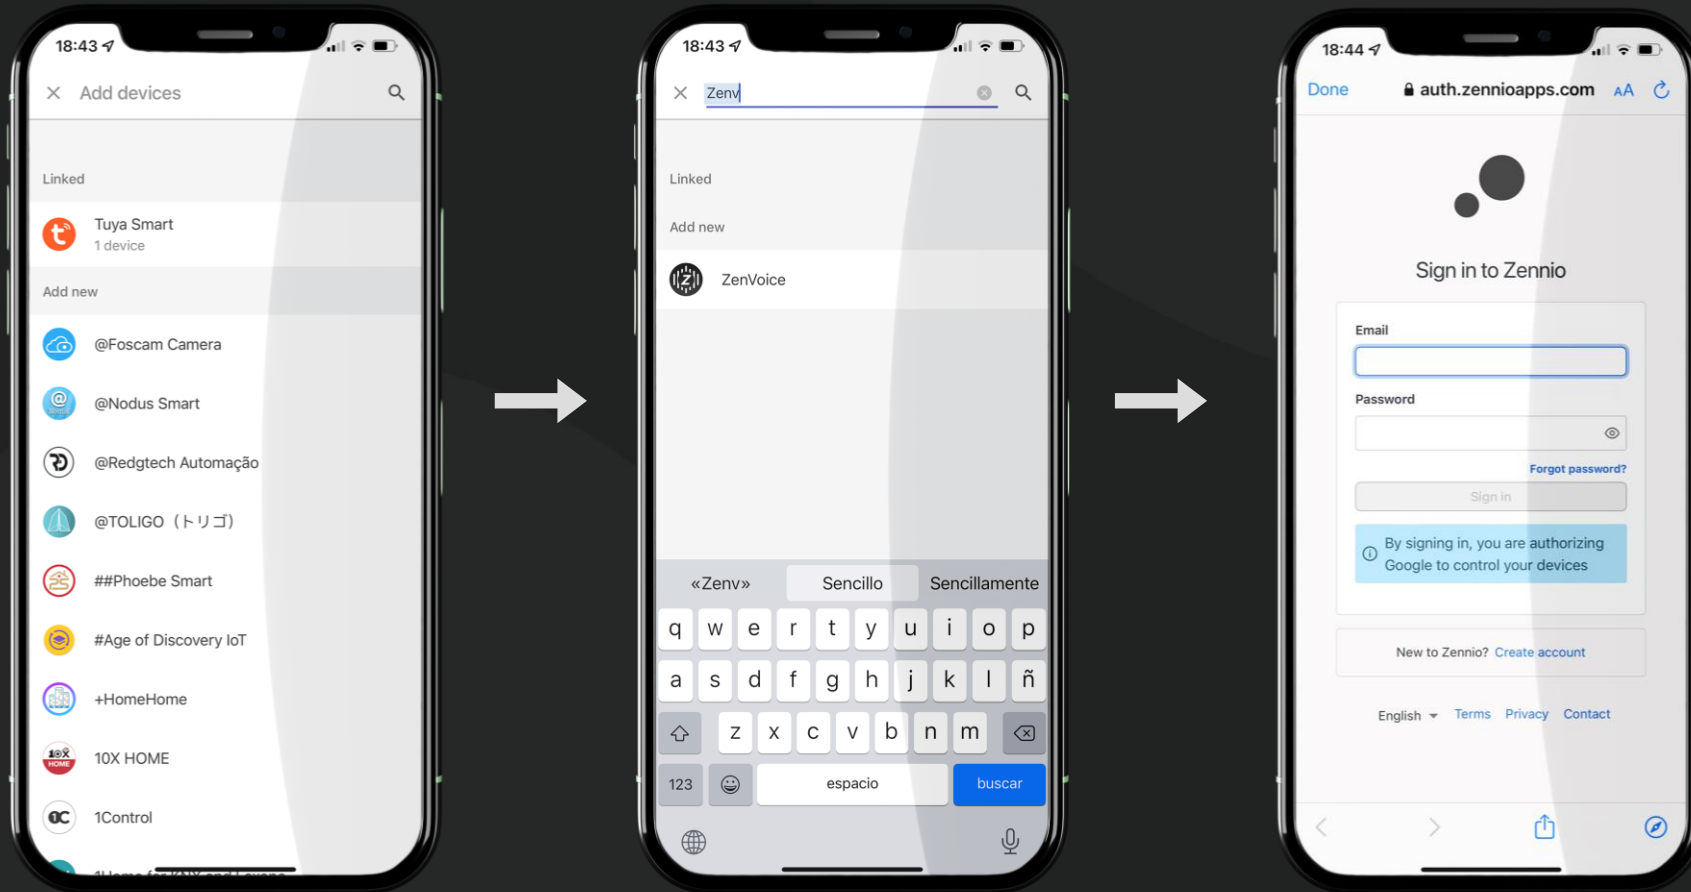 18:43
Add devices
Linked
Tuya Smart
1 device
Add new
@Foscam Camera
@Nodus Smart
@Redgtech Automação
@TOLIGO（トリゴ）
##Phoebe Smart
#Age of Discovery IoT
+HomeHome
10X
HOME
10X HOME
1Control
18:43
Zenv
Linked
Add new
ZenVoice
«Zenv» Sencillo Sencillamente
q w e r t y u i o p
a s d f g h j k l ñ
z x c v b n m
123 espacio buscar
18:44
Done auth.zennioapps.com AA
Sign in to Zennio
Email
Password
Forgot password?
Sign in
By signing in, you are authorizing
Google to control your devices
New to Zennio? Create account
English Terms Privacy Contact